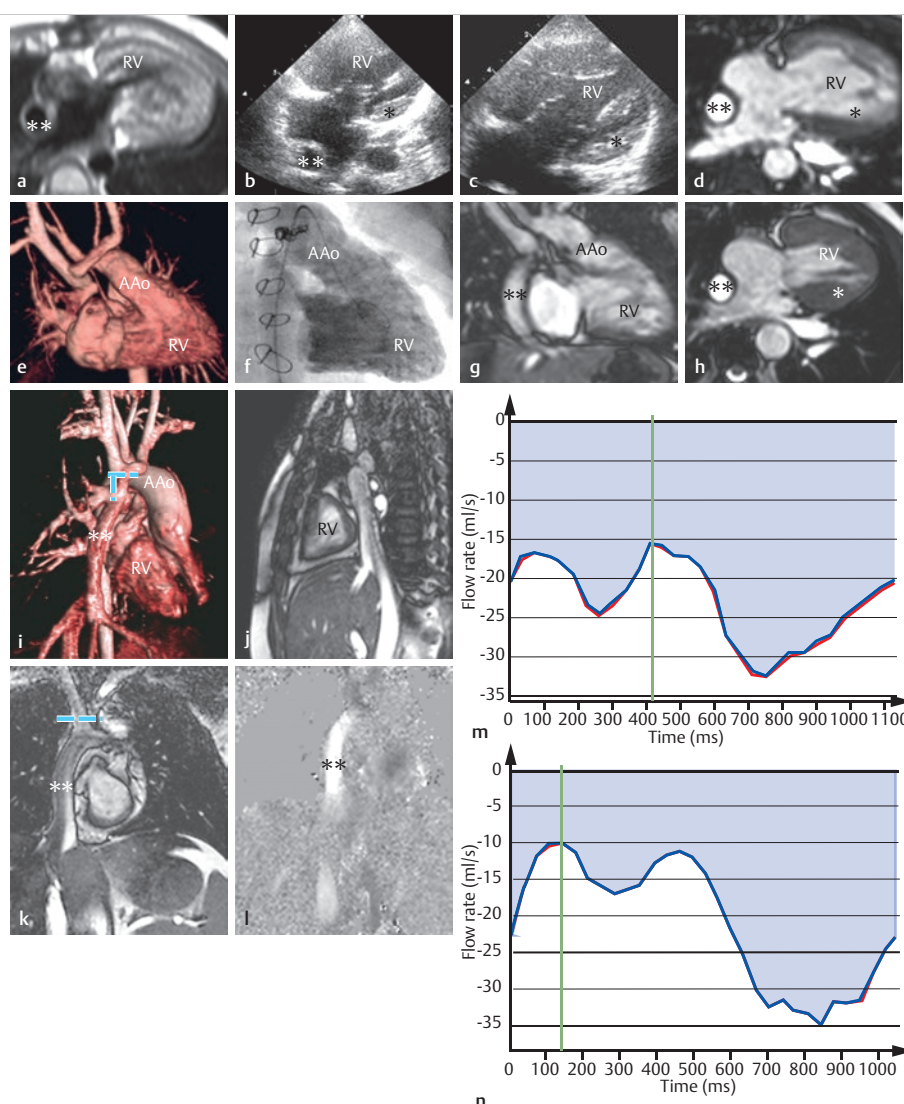 RV
**
a
RV
*
**
b
RV
*
c
RV
**
*
d
AAo
RV
e
AAo
RV
f
AAo
**
RV
g
RV
**
*
h
AAo
**
RV
i
RV
j
**
k
**
l
0
-5
-10
-15
-20
-25
-30
-35
Flow rate (ml/s)
0 100 200 300 400 500 600 700 800 900 1000 1100
Time (ms)
m
0
-5
-10
-15
-20
-25
-30
-35
Flow rate (ml/s)
0 100 200 300 400 500 600 700 800 900 1000
Time (ms)
n